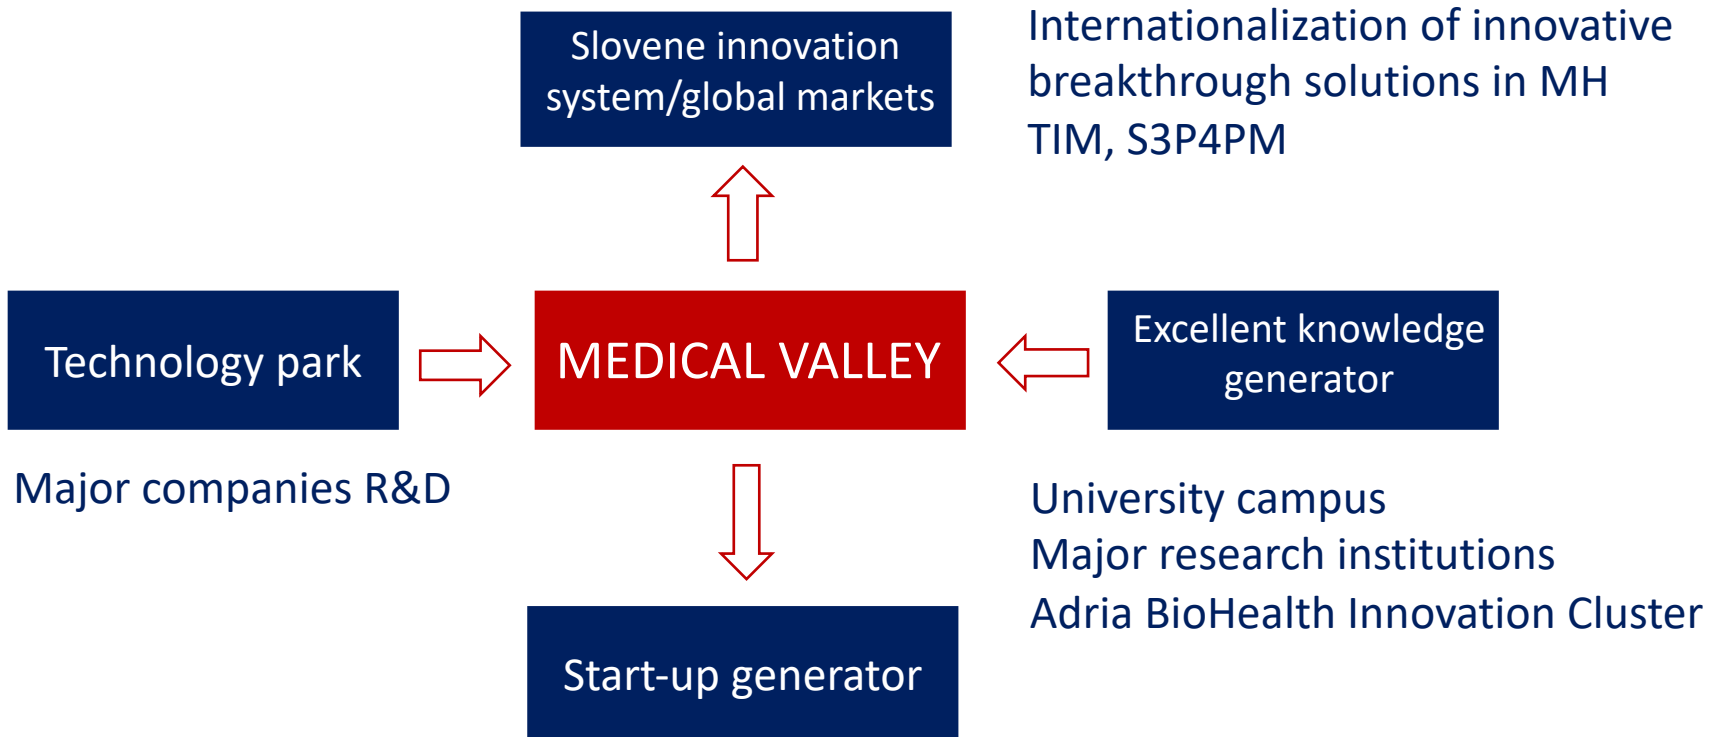 Slovene innovation
system/global markets
Internationalization of innovative
breakthrough solutions in MH
TIM, S3P4PM
Technology park
MEDICAL VALLEY
Excellent knowledge
generator
Major companies R&D
University campus
Major research institutions
Adria BioHealth Innovation Cluster
Start-up generator